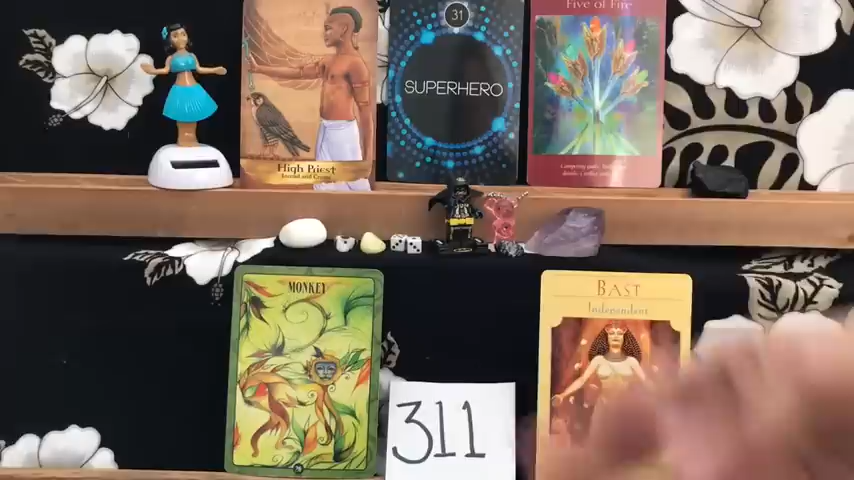 High Priest
31
SUPERHERO
Five of Fire
MONKEY
BAST
Independent
311